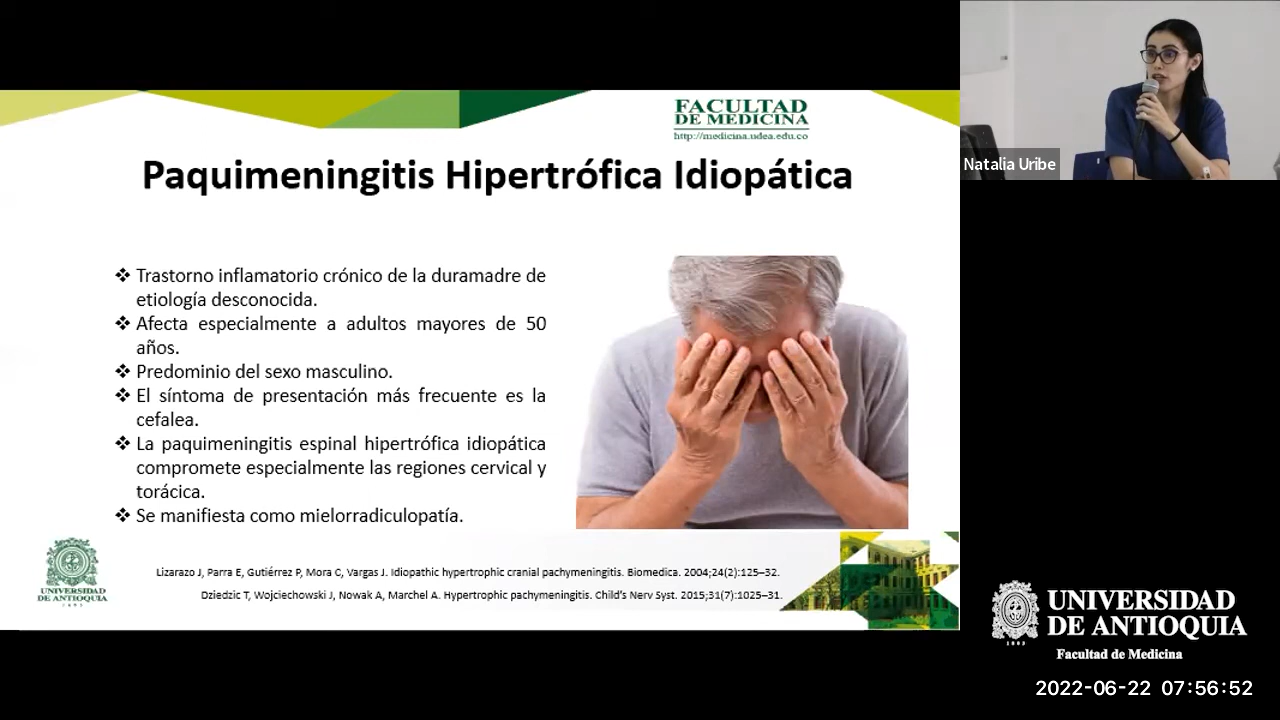 FACULTAD
DE MEDICINA
http://medicina.udea.edu.co
Paquimeningitis Hipertrófica Idiopática
❖ Trastorno inflamatorio crónico de la duramadre de
etiología desconocida.
❖ Afecta especialmente a adultos mayores de 50
años.
❖ Predominio del sexo masculino.
❖ El síntoma de presentación más frecuente es la
cefalea.
❖ La paquimeningitis espinal hipertrófica idiopática
compromete especialmente las regiones cervical y
torácica.
❖ Se manifiesta como mielorradiculopatía.
Lizarazo J, Parra E, Gutiérrez P, Mora C, Vargas J. Idiopathic hypertrophic cranial pachymeningitis. Biomedica. 2004;24(2):125–32.
Dziedzic T, Wojciechowski J, Nowak A, Marchel A. Hypertrophic pachymeningitis. Child's Nerv Syst. 2015;31(7):1025–31.
UNIVERSIDAD
DE ANTIOQUIA
1803
Natalia Uribe
UNIVERSIDAD
DE ANTIOQUIA
1803
Facultad de Medicina
2022-06-22 07:56:52